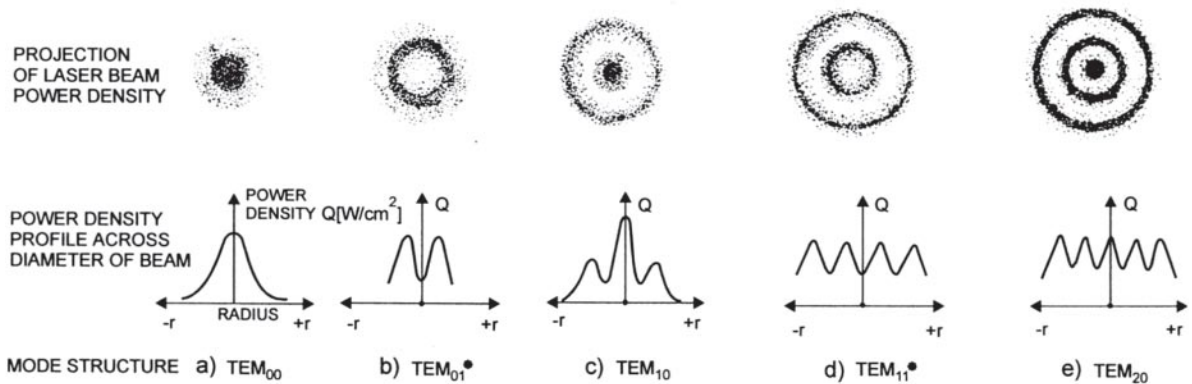 PROJECTION
OF LASER BEAM
POWER DENSITY
POWER DENSITY
PROFILE ACROSS
DIAMETER OF BEAM
POWER
DENSITY Q[W/cm²]
RADIUS
-r +r
Q
-r +r
Q
-r +r
Q
-r +r
Q
-r +r
MODE STRUCTURE a) TEM₀₀ b) TEM₀₁● c) TEM₁₀ d) TEM₁₁● e) TEM₂₀